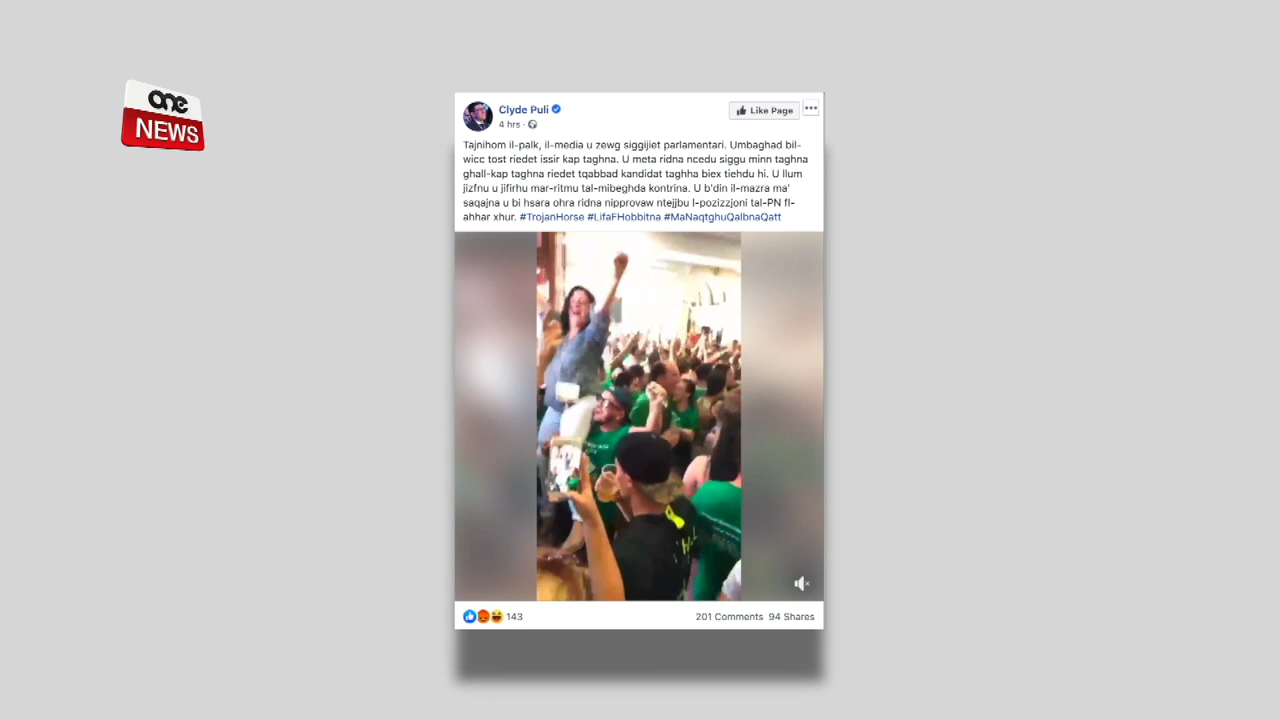 one
NEWS
Clyde Puli
4 hrs ·
Like Page
Tajnihom il-palk, il-media u zewg siggijiet parlamentari. Umbaghad bil-
wicc tost riedet issir kap taghna. U meta ridna ncedu siggu minn taghna
ghall-kap taghna riedet tqabbad kandidat taghha biex tiehdu hi. U llum
jizfnu u jifirhu mar-ritmu tal-mibeghda kontrina. U b'din il-mazra ma'
saqajna u bi hsara ohra ridna nipprovaw ntejjbu l-pozizzjoni tal-PN fl-
ahhar xhur. #TrojanHorse #LifaFHobbitna #MaNaqtghuQalbnaQatt
143
201 Comments 94 Shares